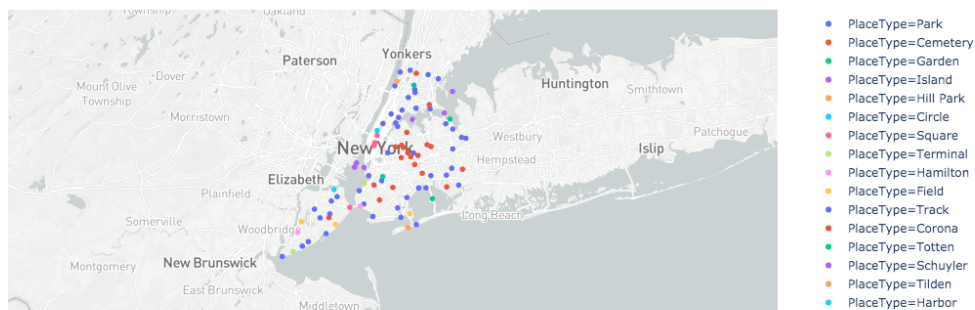 Township
Oakland
Yonkers
Paterson
Dover
Mount Olive
Township
Huntington
Smithtown
Morristown
Patchogue
Westbury
New York
Islip
Hempstead
Elizabeth
Plainfield
Long Beach
Somerville
Woodbridge
New Brunswick
Montgomery
East Brunswick
Middletown
PlaceType=Park
PlaceType=Cemetery
PlaceType=Garden
PlaceType=Island
PlaceType=Hill Park
PlaceType=Circle
PlaceType=Square
PlaceType=Terminal
PlaceType=Hamilton
PlaceType=Field
PlaceType=Track
PlaceType=Corona
PlaceType=Totten
PlaceType=Schuyler
PlaceType=Tilden
PlaceType=Harbor